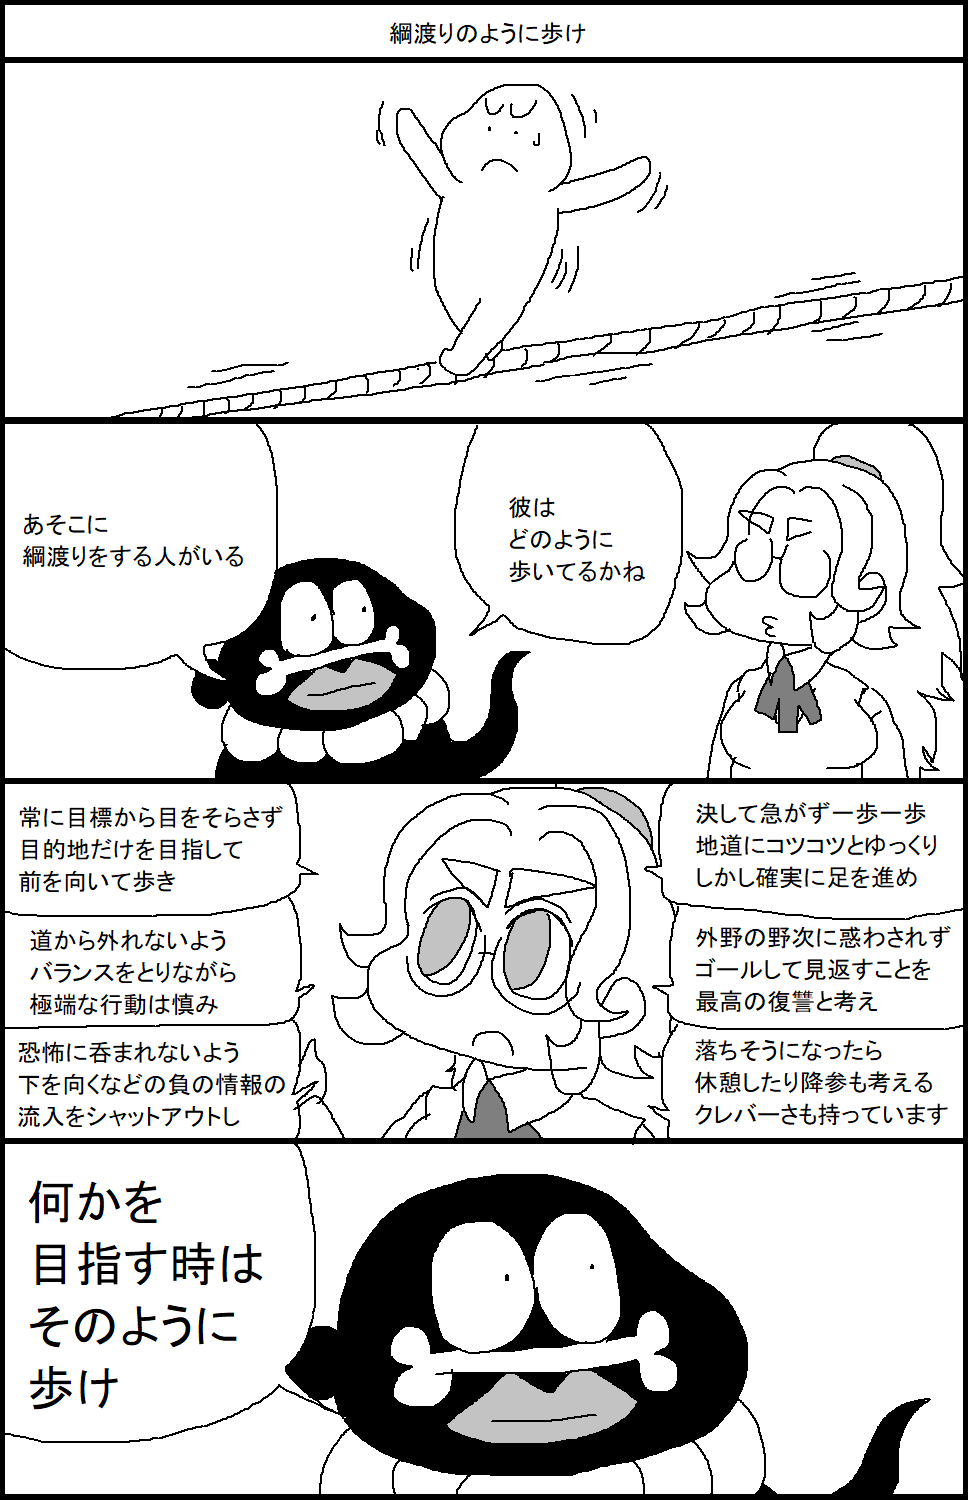 綱渡りのように歩け
彼は
どのように
歩いてるかね
あそこに
綱渡りをする人がいる
決して急がず一歩一歩
地道にコツコツとゆっくり
しかし確実に足を進め
外野の野次に惑わされず
ゴールして見返すことを
最高の復讐と考え
落ちそうになったら
休憩したり降参も考える
クレバーさも持っています
常に目標から目をそらさず
目的地だけを目指して
前を向いて歩き
道から外れないよう
バランスをとりながら
極端な行動は慎み
恐怖に呑まれないよう
下を向くなどの負の情報の
流入をシャットアウトし
何かを
目指す時は
そのように
歩け